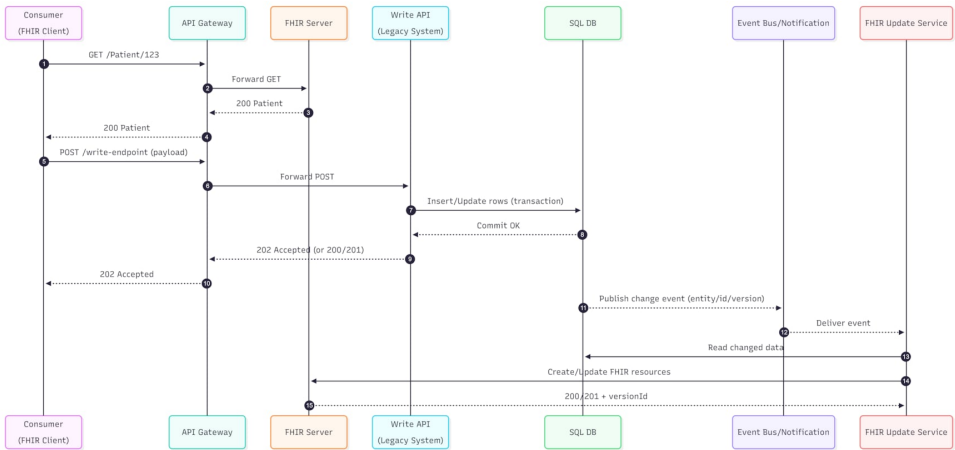 Consumer
(FHIR Client)
API Gateway
FHIR Server
Write API
(Legacy System)
SQL DB
Event Bus/Notification
FHIR Update Service
GET /Patient/123
1
2
Forward GET
200 Patient
3
200 Patient
4
POST /write-endpoint (payload)
5
6
Forward POST
7
Insert/Update rows (transaction)
Commit OK
8
202 Accepted (or 200/201)
9
202 Accepted
10
11
Publish change event (entity/id/version)
12
Deliver event
Read changed data
13
Create/Update FHIR resources
14
15
200/201 + versionId
Consumer
(FHIR Client)
API Gateway
FHIR Server
Write API
(Legacy System)
SQL DB
Event Bus/Notification
FHIR Update Service